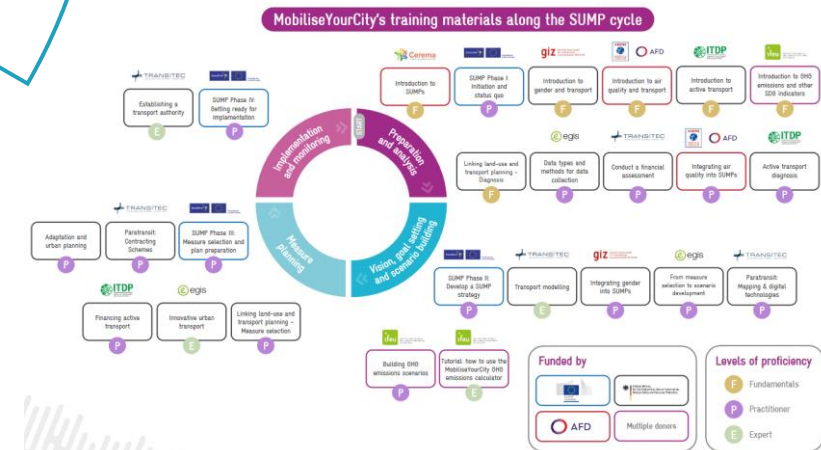 MobiliseYourCity's training materials along the SUMP cycle
Cerema
giz
AFD
ITDP
ifeu
Introduction to
SUMPs
F
SUMP Phase I:
Initiation and
status quo
P
Introduction to
gender and transport
F
Introduction to air
quality and transport
F
Introduction to
active transport
F
Introduction to GHG
emissions and other
SDG indicators
F
TRANSITEC
Establishing a
transport authority
E
SUMP Phase IV:
Setting ready for
implementation
P
START
Preparation
and analysis
Vision, goal setting
and scenario building
Measure
planning
Implementation
and monitoring
egis
TRANSITEC
AFD
ITDP
Linking land-use and
transport planning -
Diagnosis
F
Data types and
methods for data
collection
P
Conduct a financial
assessment
P
Integrating air
quality into SUMPs
P
Active transport
diagnosis
P
TRANSITEC
Adaptation and
urban planning
P
Paratransit:
Contracting
Schemes
P
SUMP Phase III:
Measure selection and
plan preparation
P
TRANSITEC
giz
egis
TRANSITEC
SUMP Phase II:
Develop a SUMP
strategy
P
Transport modelling
E
Integrating gender
into SUMPs
P
From measure
selection to scenario
development
P
Paratransit:
Mapping & digital
technologies
P
ITDP
egis
Financing active
transport
P
Innovative urban
transport
E
Linking land-use and
transport planning -
Measure selection
P
ifeu
ifeu
Building GHG
emissions scenarios
P
Tutorial: how to use the
MobiliseYourCity GHG
emissions calculator
E
Funded by
AFD
Multiple donors
Levels of proficiency
F Fundamentals
P Practitioner
E Expert